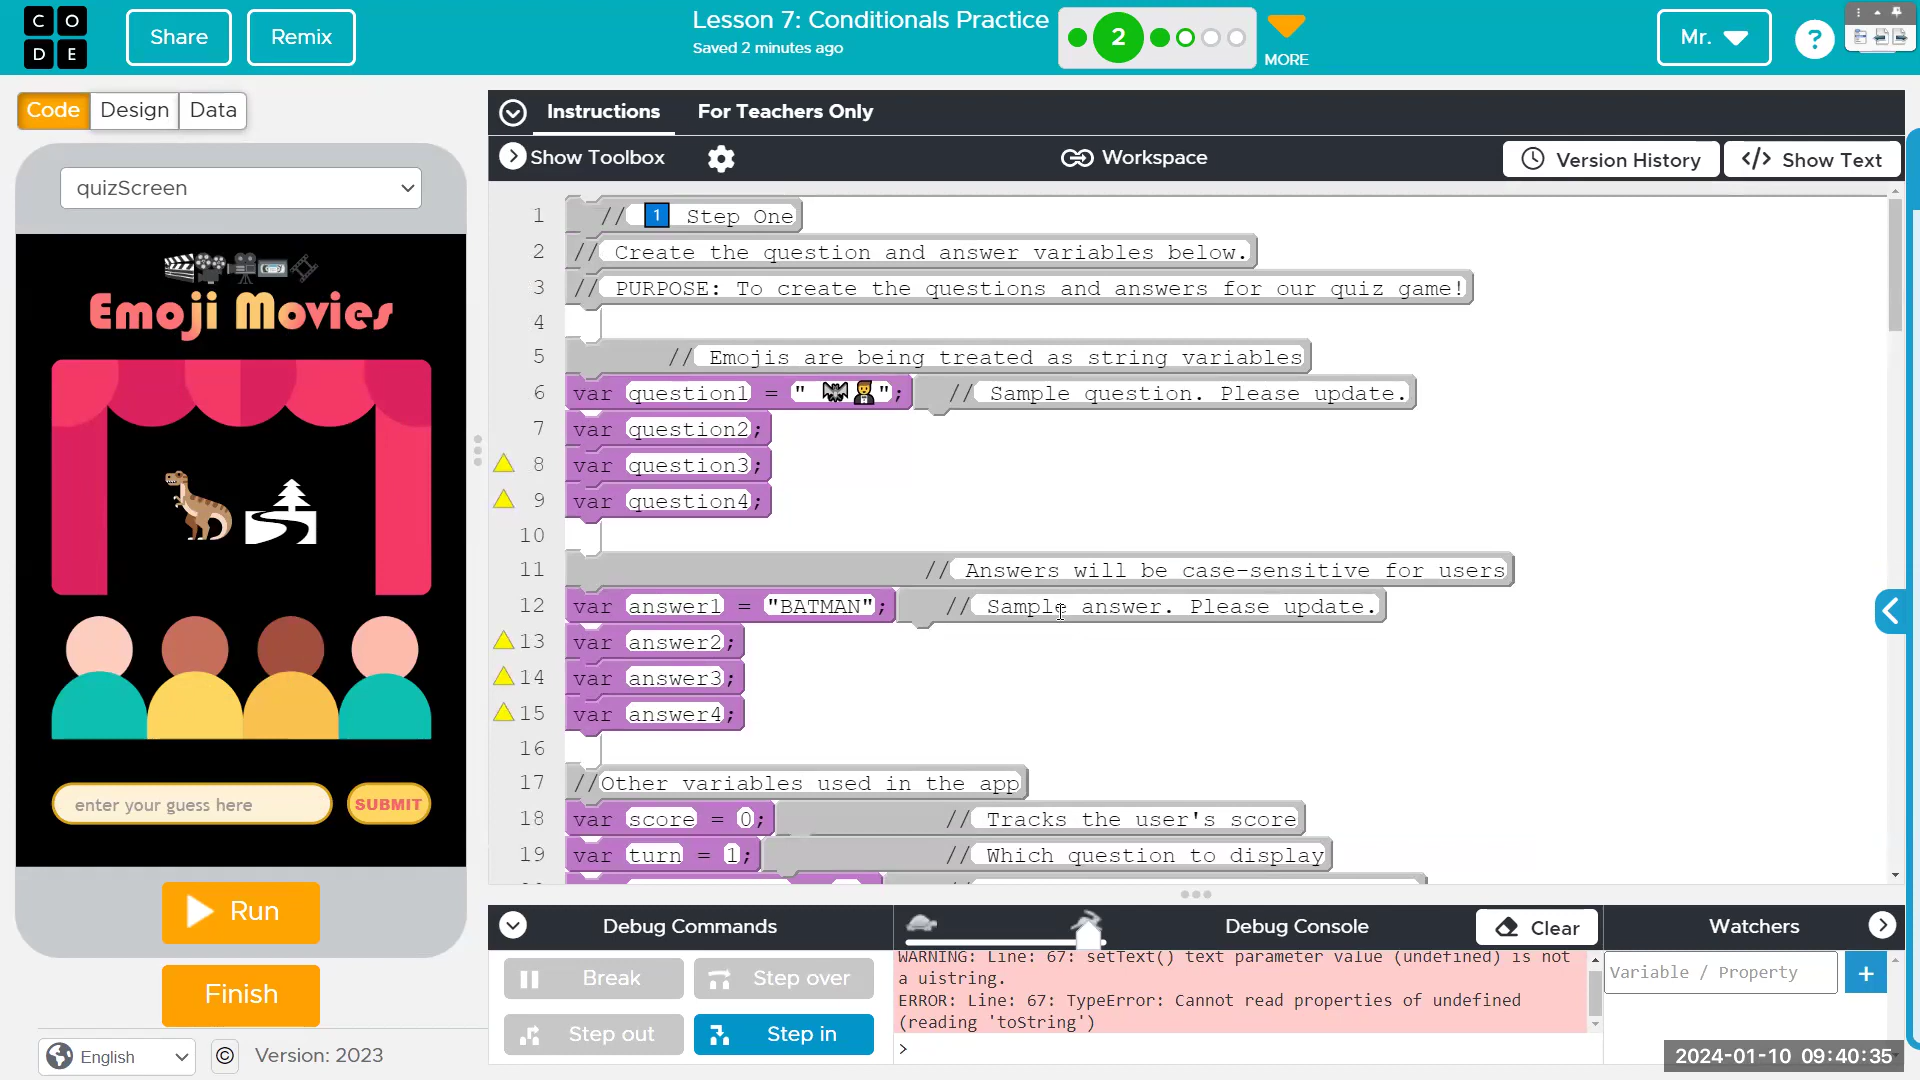 C O
D E
Share
Remix
Lesson 7: Conditionals Practice
Saved 2 minutes ago
2
MORE
Mr.
?
Code
Design
Data
Instructions
For Teachers Only
Show Toolbox
Workspace
Version History
</> Show Text
quizScreen
Emoji Movies
enter your guess here
SUBMIT
Run
Finish
English
© Version: 2023
1 // 1 Step One
2 // Create the question and answer variables below.
3 // PURPOSE: To create the questions and answers for our quiz game!
4
5 // Emojis are being treated as string variables
6 var question1 = " 🦇🤵"; // Sample question. Please update.
7 var question2;
8 var question3;
9 var question4;
10
11 // Answers will be case-sensitive for users
12 var answer1 = "BATMAN"; // Sample answer. Please update.
13 var answer2;
14 var answer3;
15 var answer4;
16
17 //Other variables used in the app
18 var score = 0; // Tracks the user's score
19 var turn = 1; // Which question to display
Debug Commands
Debug Console
Clear
Watchers
Break
Step over
Step out
Step in
WARNING: Line: 67: setText() text parameter value (undefined) is not
a uistring.
ERROR: Line: 67: TypeError: Cannot read properties of undefined
(reading 'toString')
>
Variable / Property
+
2024-01-10 09:40:35